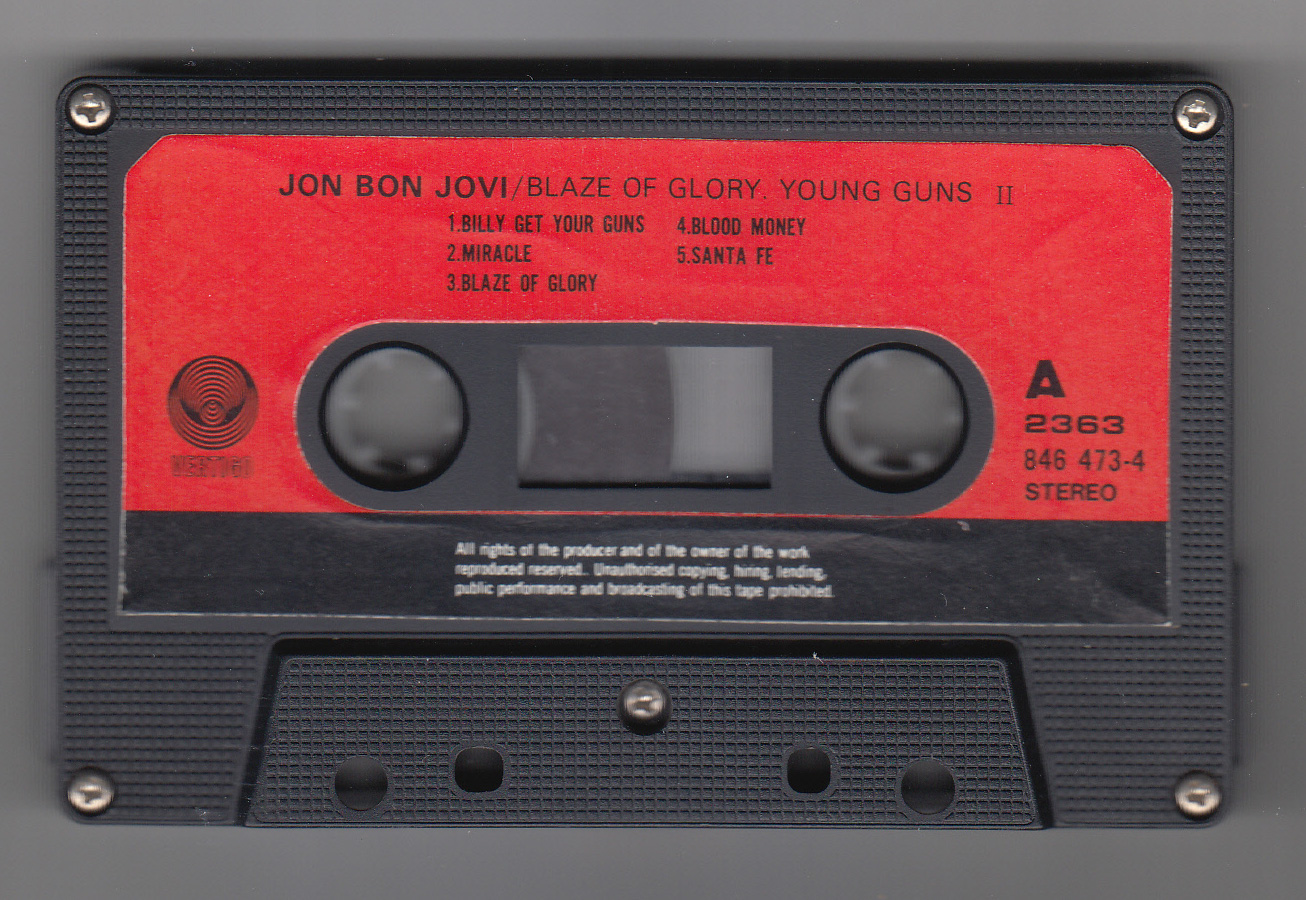 JON BON JOVI/BLAZE OF GLORY. YOUNG GUNS II
1.BILLY GET YOUR GUNS 4.BLOOD MONEY
2.MIRACLE 5.SANTA FE
3.BLAZE OF GLORY
A
2363
846 473-4
STEREO
All rights of the producer and of the owner of the work
reproduced reserved. Unauthorised copying, hiring, lending,
public performance and broadcasting of this tape prohibited.